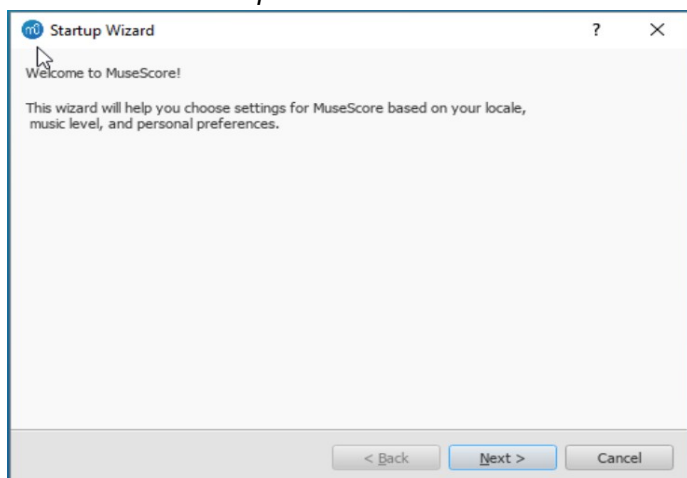 Startup Wizard
Welcome to MuseScore!
This wizard will help you choose settings for MuseScore based on your locale,
music level, and personal preferences.
< Back
Next >
Cancel